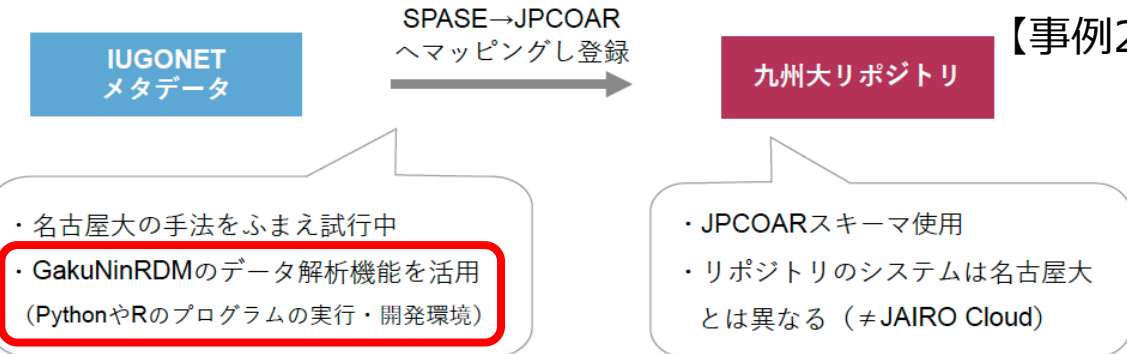 SPASE→JPCOAR
へマッピングし登録
【事例2
IUGONET
メタデータ
九州大リポジトリ
・名古屋大の手法をふまえ試行中
・GakuNinRDMのデータ解析機能を活用
（PythonやRのプログラムの実行・開発環境）
・JPCOARスキーマ使用
・リポジトリのシステムは名古屋大
とは異なる（≠JAIRO Cloud）